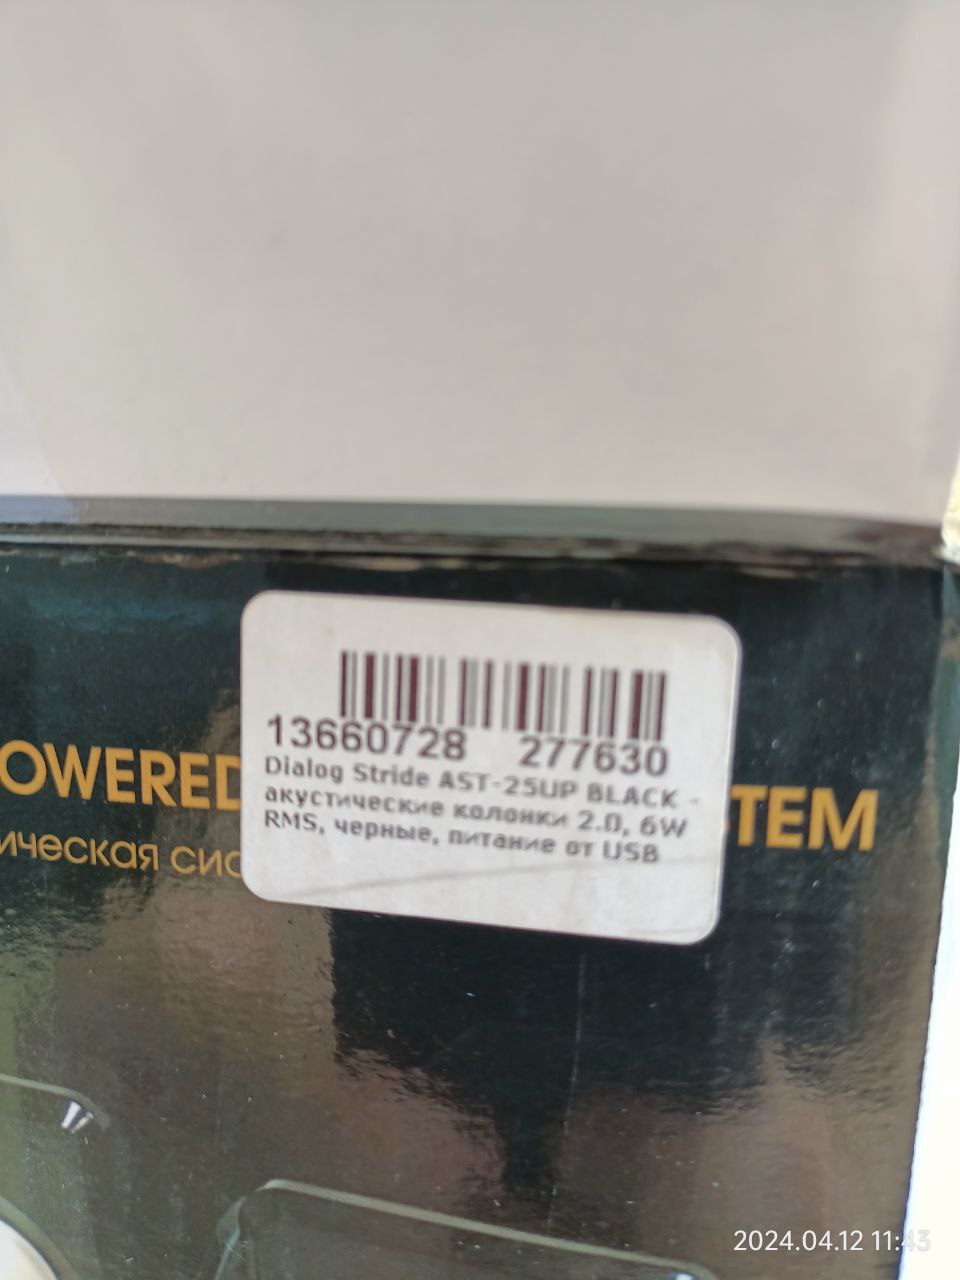 13660728 277630
Dialog Stride AST-25UP BLACK -
акустические колонки 2.0, 6W
RMS, черные, питание от USB
OWERED TEM
ическая сис
2024.04.12 11:43